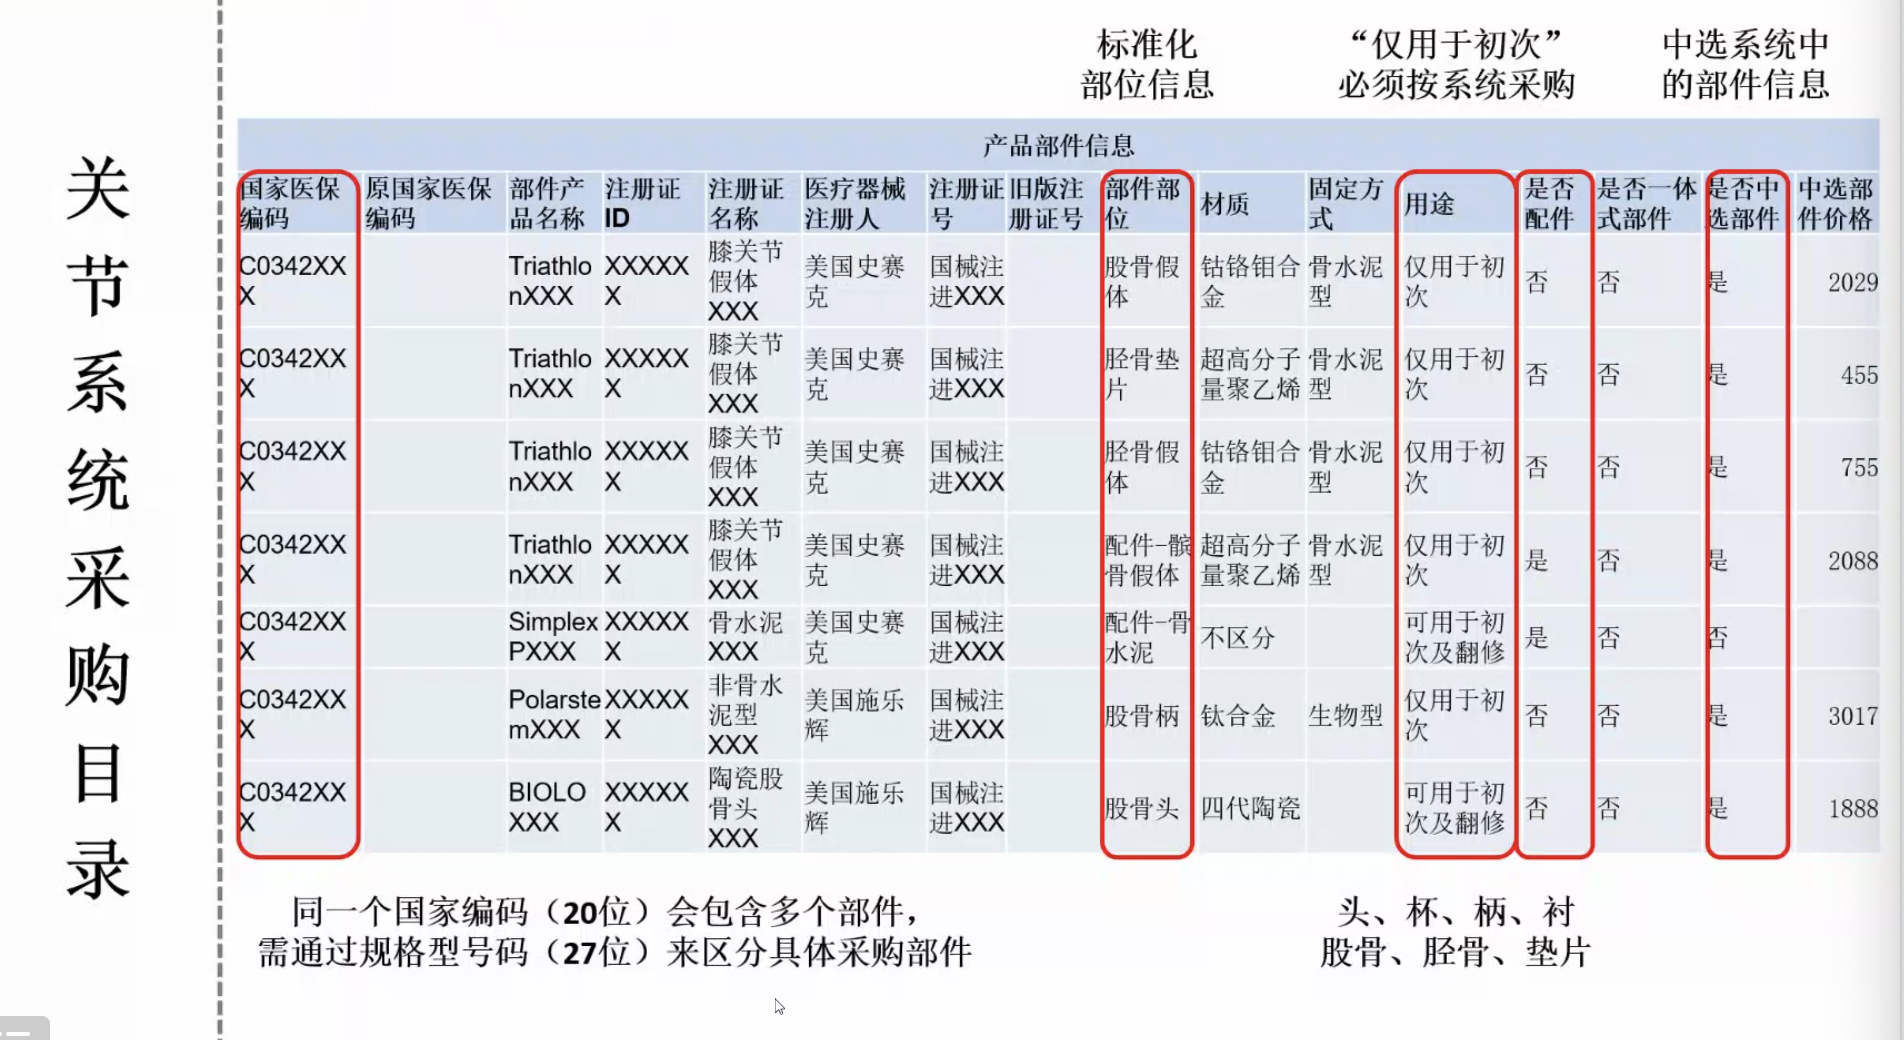 关节系统采购目录
标准化
部位信息
“仅用于初次”
必须按系统采购
中选系统中
的部件信息
产品部件信息
国家医保编码 原国家医保编码 部件产品名称 注册证ID 注册证名称 医疗器械注册人 注册证号 旧版注册证号 部件部位 材质 固定方式 用途 是否配件 是否一体式部件 是否中选部件 中选部件价格
C0342XXX TriathlonXXX XXXXXX 膝关节假体XXX 美国史赛克 国械注进XXX 股骨假体 钴铬钼合金 骨水泥型 仅用于初次 否 否 是 2029
C0342XXX TriathlonXXX XXXXXX 膝关节假体XXX 美国史赛克 国械注进XXX 胫骨垫片 超高分子量聚乙烯 骨水泥型 仅用于初次 否 否 是 455
C0342XXX TriathlonXXX XXXXXX 膝关节假体XXX 美国史赛克 国械注进XXX 胫骨假体 钴铬钼合金 骨水泥型 仅用于初次 否 否 是 755
C0342XXX TriathlonXXX XXXXXX 膝关节假体XXX 美国史赛克 国械注进XXX 配件-髌骨假体 超高分子量聚乙烯 骨水泥型 仅用于初次 是 否 是 2088
C0342XXX SimplexPXXX XXXXXX 骨水泥XXX 美国史赛克 国械注进XXX 配件-骨水泥 不区分 可用于初次及翻修 是 否 否
C0342XXX PolarstemXXX XXXXXX 非骨水泥型XXX 美国施乐辉 国械注进XXX 股骨柄 钛合金 生物型 仅用于初次 否 否 是 3017
C0342XXX BIOLOXXX XXXXXX 陶瓷股骨头XXX 美国施乐辉 国械注进XXX 股骨头 四代陶瓷 可用于初次及翻修 否 否 是 1888
同一个国家编码（20位）会包含多个部件，
需通过规格型号码（27位）来区分具体采购部件
头、杯、柄、衬
股骨、胫骨、垫片